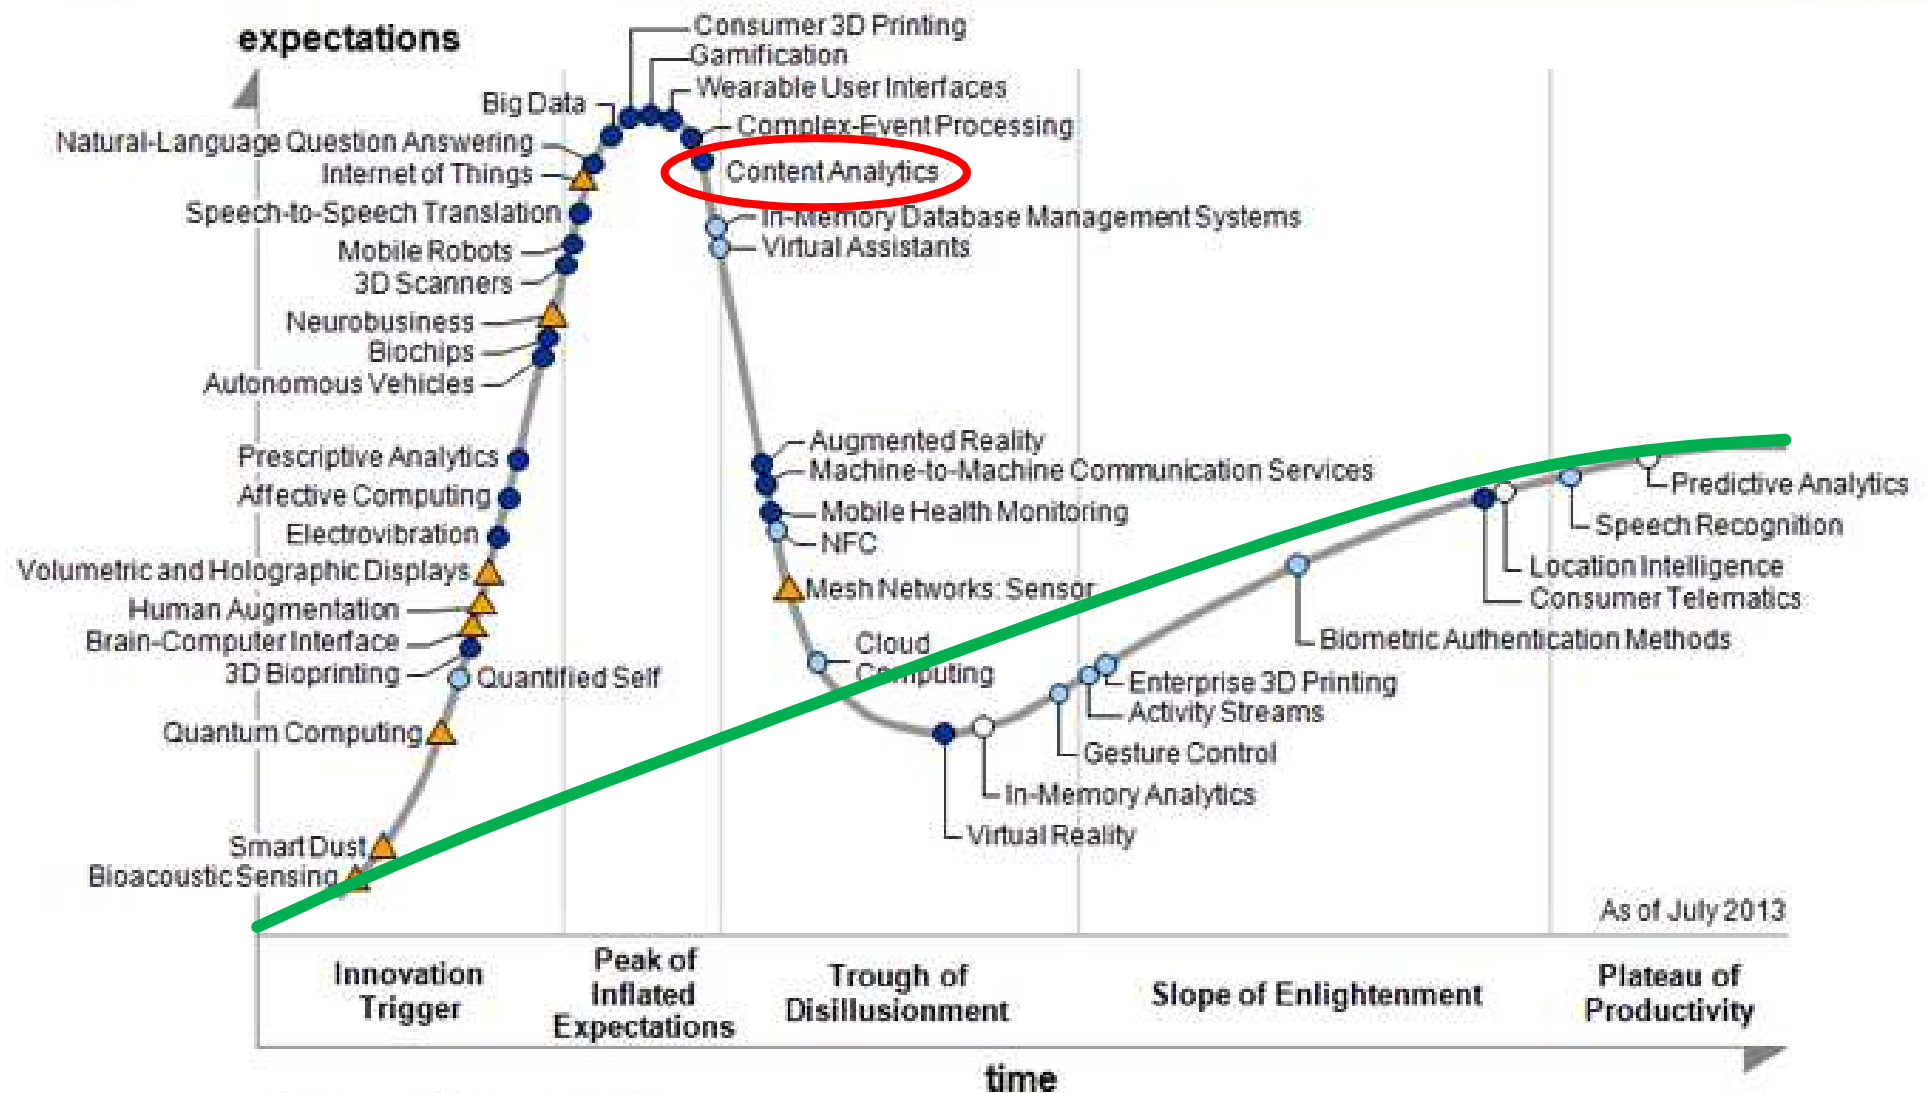 expectations
Consumer 3D Printing
Gamification
Wearable User Interfaces
Big Data
Complex-Event Processing
Natural-Language Question Answering
Content Analytics
Internet of Things
Speech-to-Speech Translation
In-Memory Database Management Systems
Mobile Robots
Virtual Assistants
3D Scanners
Neurobusiness
Biochips
Autonomous Vehicles
Augmented Reality
Prescriptive Analytics
Machine-to-Machine Communication Services
Predictive Analytics
Affective Computing
Mobile Health Monitoring
Speech Recognition
Electrovibration
NFC
Volumetric and Holographic Displays
Location Intelligence
Mesh Networks: Sensor
Consumer Telematics
Human Augmentation
Brain-Computer Interface
Biometric Authentication Methods
Cloud
Computing
3D Bioprinting
Quantified Self
Enterprise 3D Printing
Activity Streams
Quantum Computing
Gesture Control
In-Memory Analytics
Virtual Reality
Smart Dust
Bioacoustic Sensing
As of July 2013
Innovation
Trigger
Peak of
Inflated
Expectations
Trough of
Disillusionment
Slope of Enlightenment
Plateau of
Productivity
time